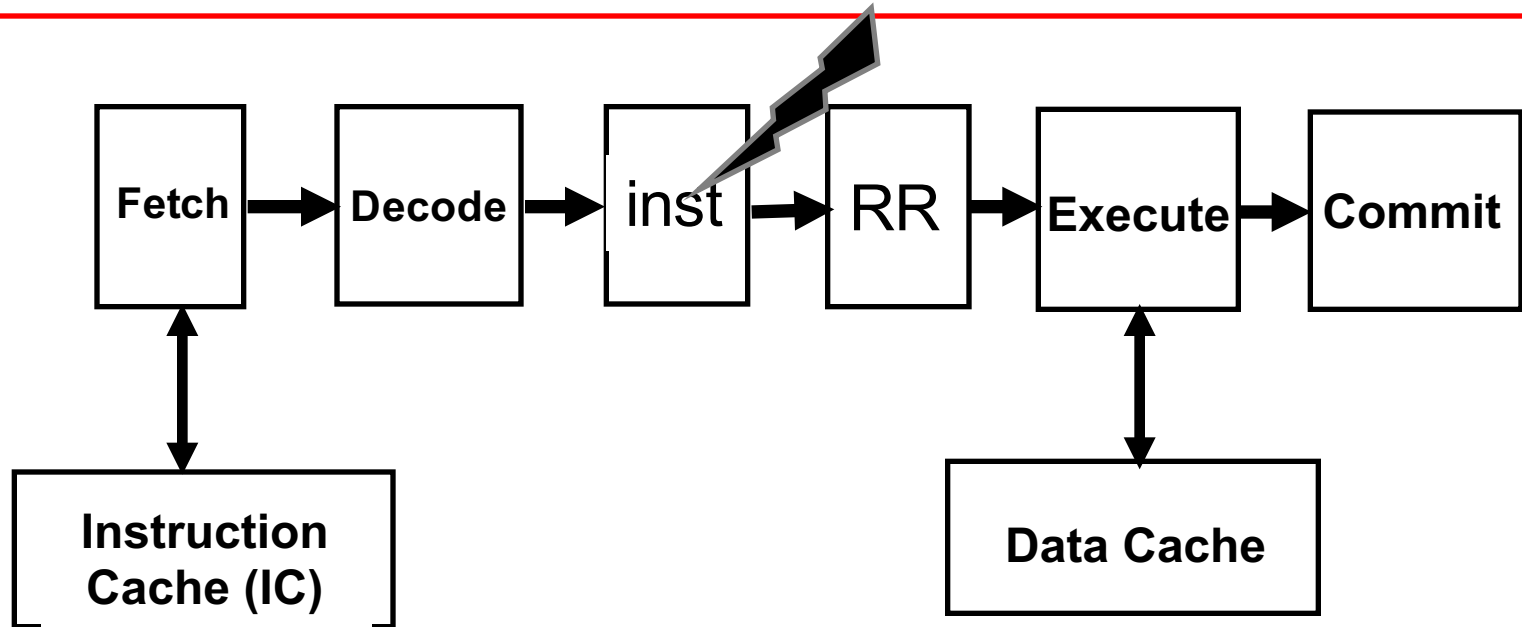 Fetch
Decode
inst
RR
Execute
Commit
Instruction
Cache (IC)
Data Cache